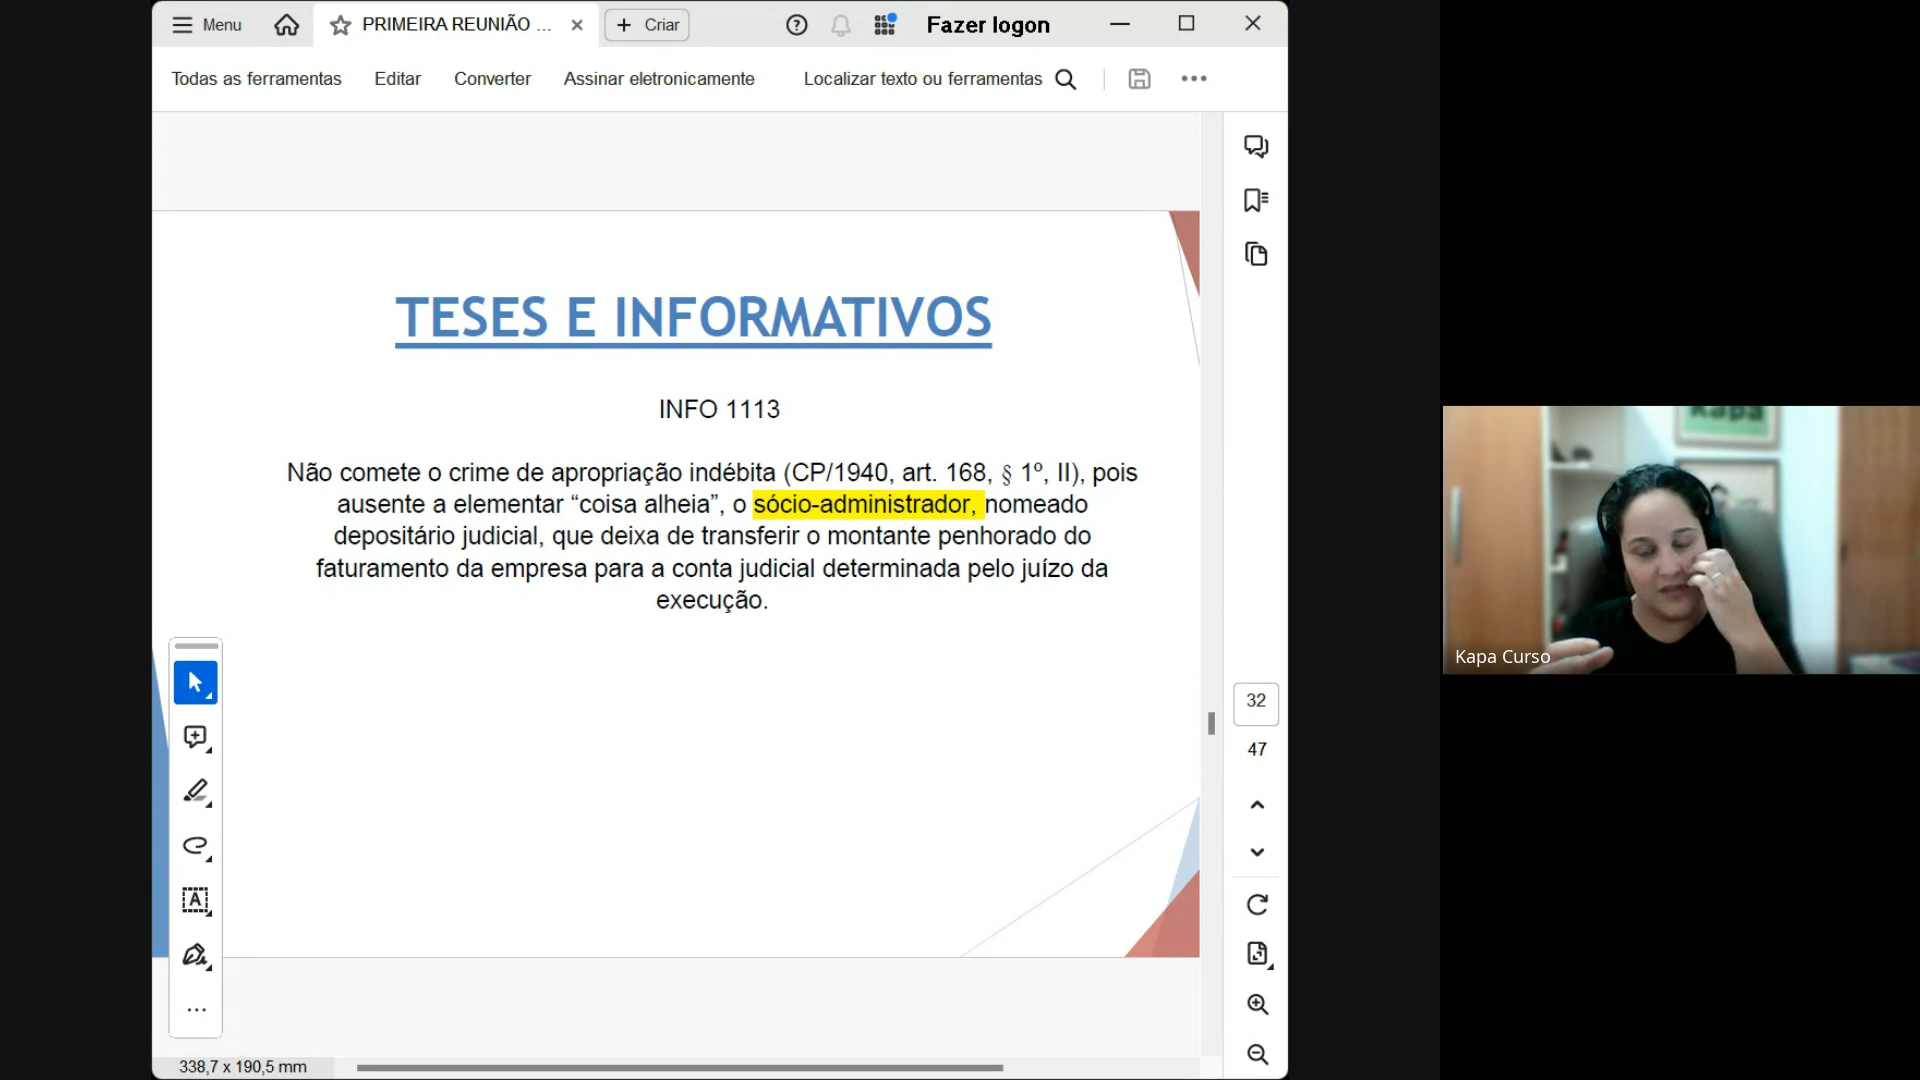 Menu
PRIMEIRA REUNIÃO ...
Criar
Fazer logon
Todas as ferramentas
Editar
Converter
Assinar eletronicamente
Localizar texto ou ferramentas
TESES E INFORMATIVOS
INFO 1113
Não comete o crime de apropriação indébita (CP/1940, art. 168, § 1º, II), pois
ausente a elementar “coisa alheia”, o sócio-administrador, nomeado
depositário judicial, que deixa de transferir o montante penhorado do
faturamento da empresa para a conta judicial determinada pelo juízo da
execução.
32
47
338,7 x 190,5 mm
Kapa
Kapa Curso